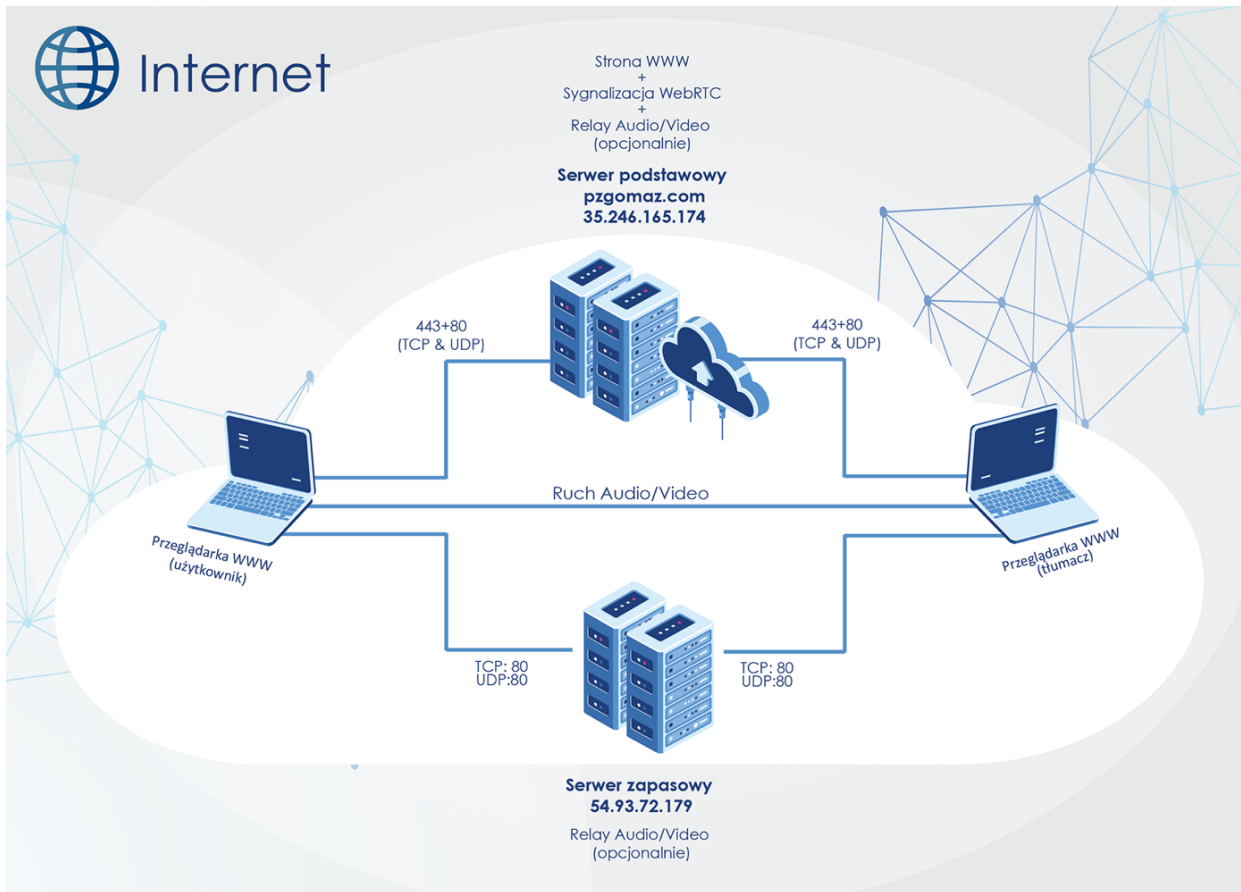 Internet
Strona WWW
+
Sygnalizacja WebRTC
+
Relay Audio/Video
(opcjonalnie)
Serwer podstawowy
pzgomaz.com
35.246.165.174
443+80
(TCP & UDP)
443+80
(TCP & UDP)
Ruch Audio/Video
Przeglądarka WWW
(użytkownik)
Przeglądarka WWW
(tłumacz)
TCP: 80
UDP:80
TCP: 80
UDP:80
Serwer zapasowy
54.93.72.179
Relay Audio/Video
(opcjonalnie)